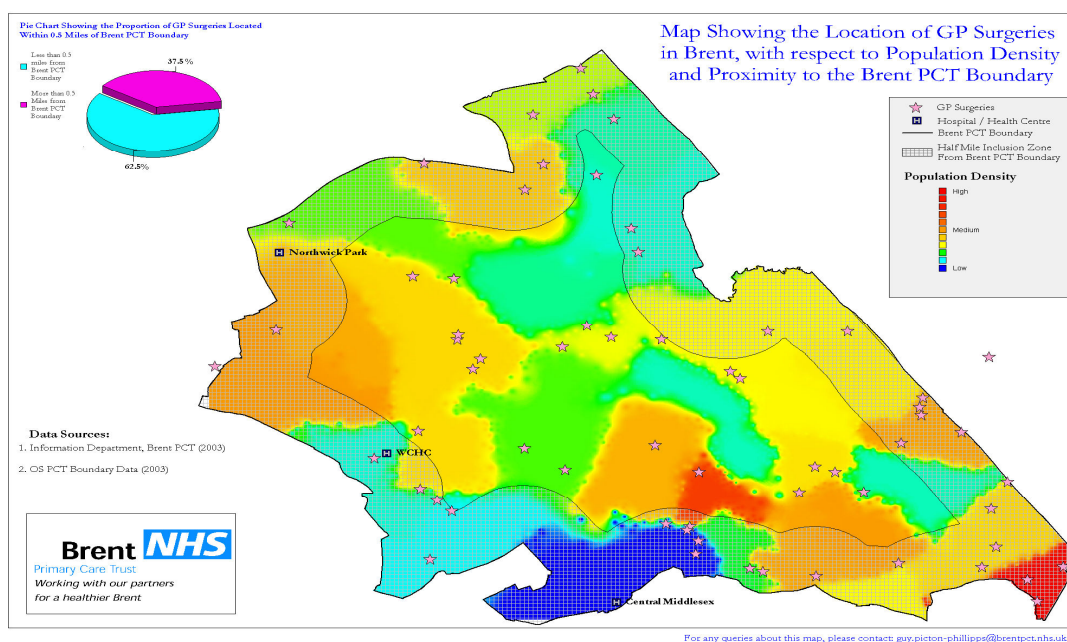 Pie Chart Showing the Proportion of GP Surgeries Located
Within 0.5 Miles of Brent PCT Boundary
Less than 0.5
miles from
Brent PCT
Boundary
More than 0.5
Miles from
Brent PCT
Boundary
37.5%
62.5%
Map Showing the Location of GP Surgeries
in Brent, with respect to Population Density
and Proximity to the Brent PCT Boundary
GP Surgeries
Hospital / Health Centre
Brent PCT Boundary
Half Mile Inclusion Zone
From Brent PCT Boundary
Population Density
High
Medium
Low
H Northwick Park
H WCHC
H Central Middlesex
Data Sources:
1. Information Department, Brent PCT (2003)
2. OS PCT Boundary Data (2003)
Brent NHS
Primary Care Trust
Working with our partners
for a healthier Brent
For any queries about this map, please contact: guy.picton-phillipps@brentpct.nhs.uk